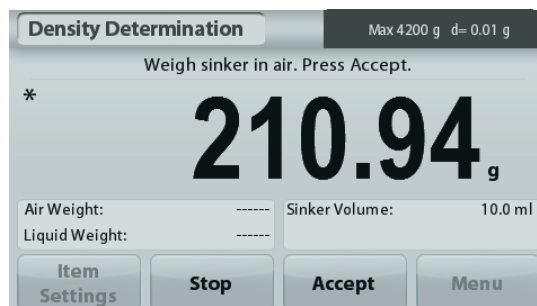 Density Determination
Max 4200 g d= 0.01 g
Weigh sinker in air. Press Accept.
*
210.94 g
Air Weight: ------
Liquid Weight: ------
Sinker Volume: 10.0 ml
Item Settings
Stop
Accept
Menu